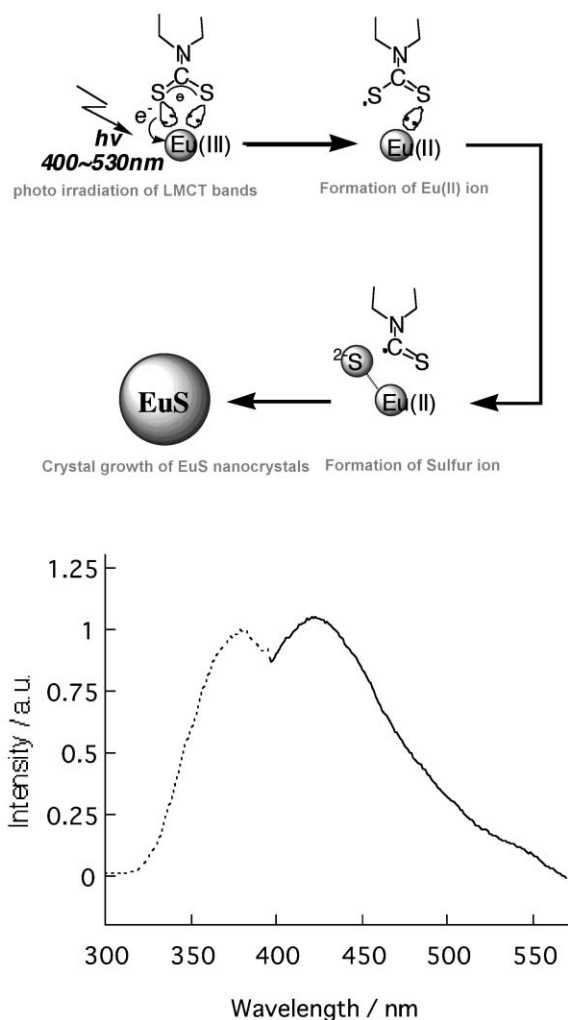 N
C
S S
e-
hν
400~530nm
Eu(III)
photo irradiation of LMCT bands
N
C
S S
Eu(II)
Formation of Eu(II) ion
N
C S
2-S
Eu(II)
Formation of Sulfur ion
EuS
Crystal growth of EuS nanocrystals
Intensity / a.u.
1.25
1
0.75
0.5
0.25
0
300 350 400 450 500 550
Wavelength / nm